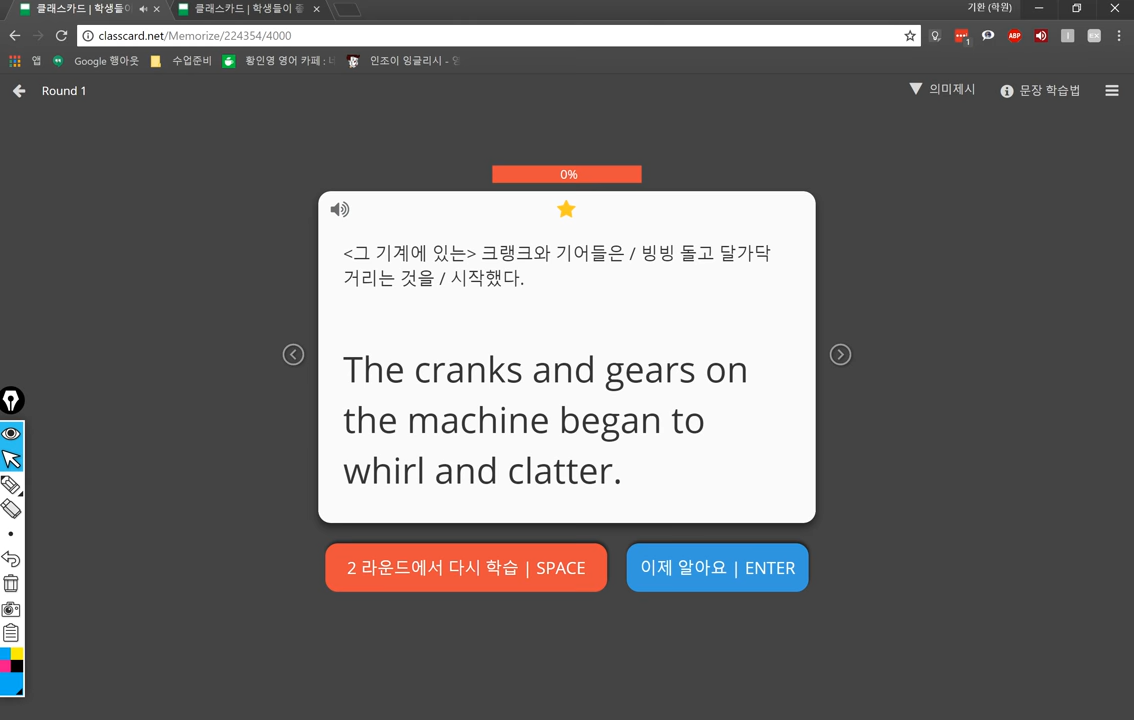 클래스카드 | 학생들이
클래스카드 | 학생들이 좋
기환 (학원)
classcard.net/Memorize/224354/4000
1
ABP
앱
Google 행아웃
수업준비
황인영 영어 카페 : 네
인조이 잉글리시 -
Round 1
의미제시
문장 학습법
0%
<그 기계에 있는> 크랭크와 기어들은 / 빙빙 돌고 달가닥
거리는 것을 / 시작했다.
The cranks and gears on
the machine began to
whirl and clatter.
2 라운드에서 다시 학습 | SPACE
이제 알아요 | ENTER